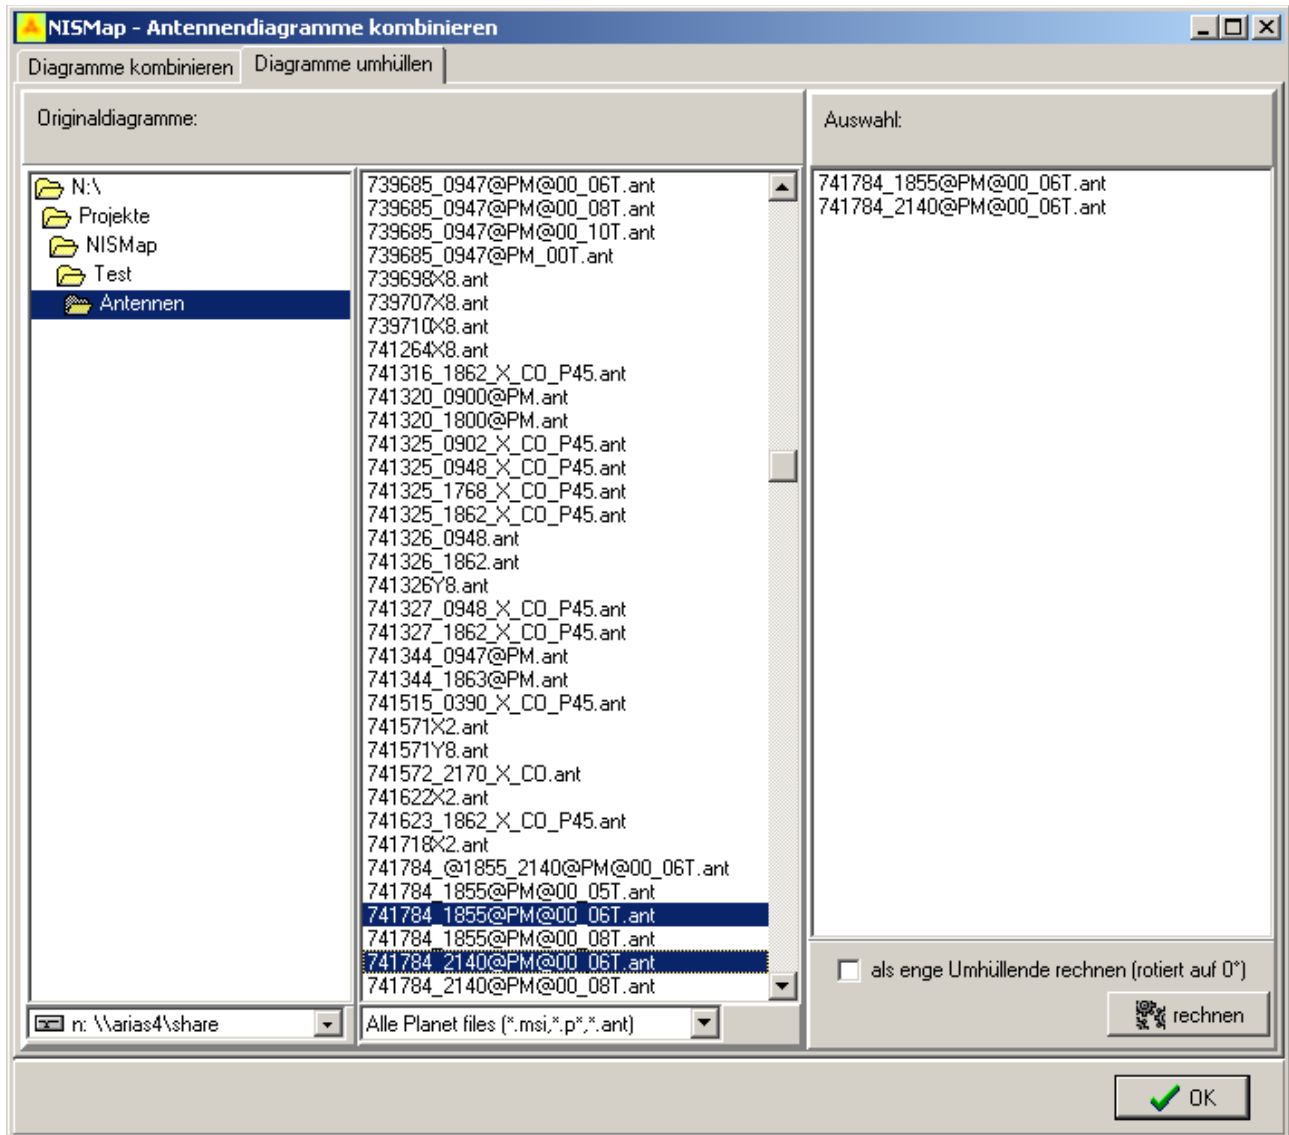 NISMap - Antennendiagramme kombinieren
Diagramme kombinieren
Diagramme umhüllen
Originaldiagramme:
N:\
Projekte
NISMap
Test
Antennen
n: \\arias4\share
739685_0947@PM@00_06T.ant
739685_0947@PM@00_08T.ant
739685_0947@PM@00_10T.ant
739685_0947@PM_00T.ant
739698X8.ant
739707X8.ant
739710X8.ant
741264X8.ant
741316_1862_X_CO_P45.ant
741320_0900@PM.ant
741320_1800@PM.ant
741325_0902_X_CO_P45.ant
741325_0948_X_CO_P45.ant
741325_1768_X_CO_P45.ant
741325_1862_X_CO_P45.ant
741326_0948.ant
741326_1862.ant
741326Y8.ant
741327_0948_X_CO_P45.ant
741327_1862_X_CO_P45.ant
741344_0947@PM.ant
741344_1863@PM.ant
741515_0390_X_CO_P45.ant
741571X2.ant
741571Y8.ant
741572_2170_X_CO.ant
741622X2.ant
741623_1862_X_CO_P45.ant
741718X2.ant
741784_@1855_2140@PM@00_06T.ant
741784_1855@PM@00_05T.ant
741784_1855@PM@00_06T.ant
741784_1855@PM@00_08T.ant
741784_2140@PM@00_06T.ant
741784_2140@PM@00_08T.ant
Alle Planet files (*.msi,*.p*,*.ant)
Auswahl:
741784_1855@PM@00_06T.ant
741784_2140@PM@00_06T.ant
als enge Umhüllende rechnen (rotiert auf 0°)
rechnen
OK